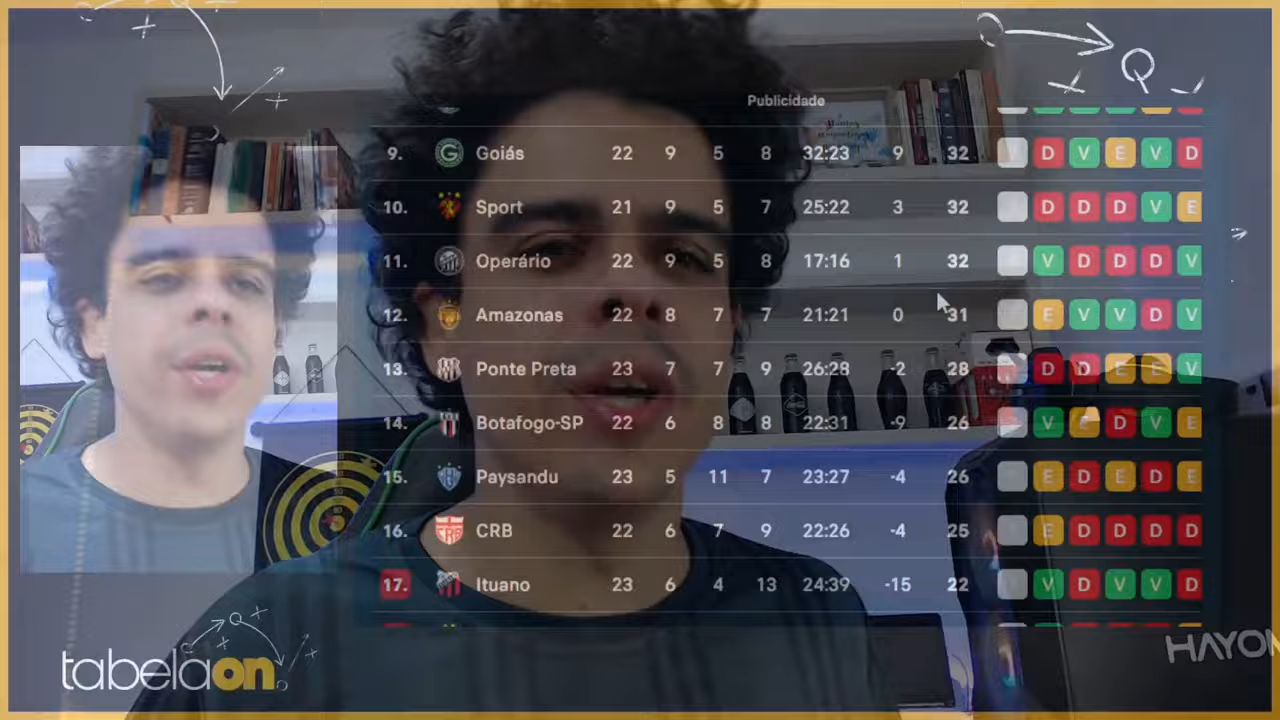 Publicidade
9. Goiás 22 9 5 8 32:23 9 32 D V E V D
10. Sport 21 9 5 7 25:22 3 32 D D D V E
11. Operário 22 9 5 8 17:16 1 32 V D D D V
12. Amazonas 22 8 7 7 21:21 0 31 E V V D V
13. Ponte Preta 23 7 7 9 26:28 -2 28 D D E E V
14. Botafogo-SP 22 6 8 8 22:31 -9 26 V E D V E
15. Paysandu 23 5 11 7 23:27 -4 26 E D E D E
16. CRB 22 6 7 9 22:26 -4 25 E D D D D
17. Ituano 23 6 4 13 24:39 -15 22 V D V V D
tabelaon